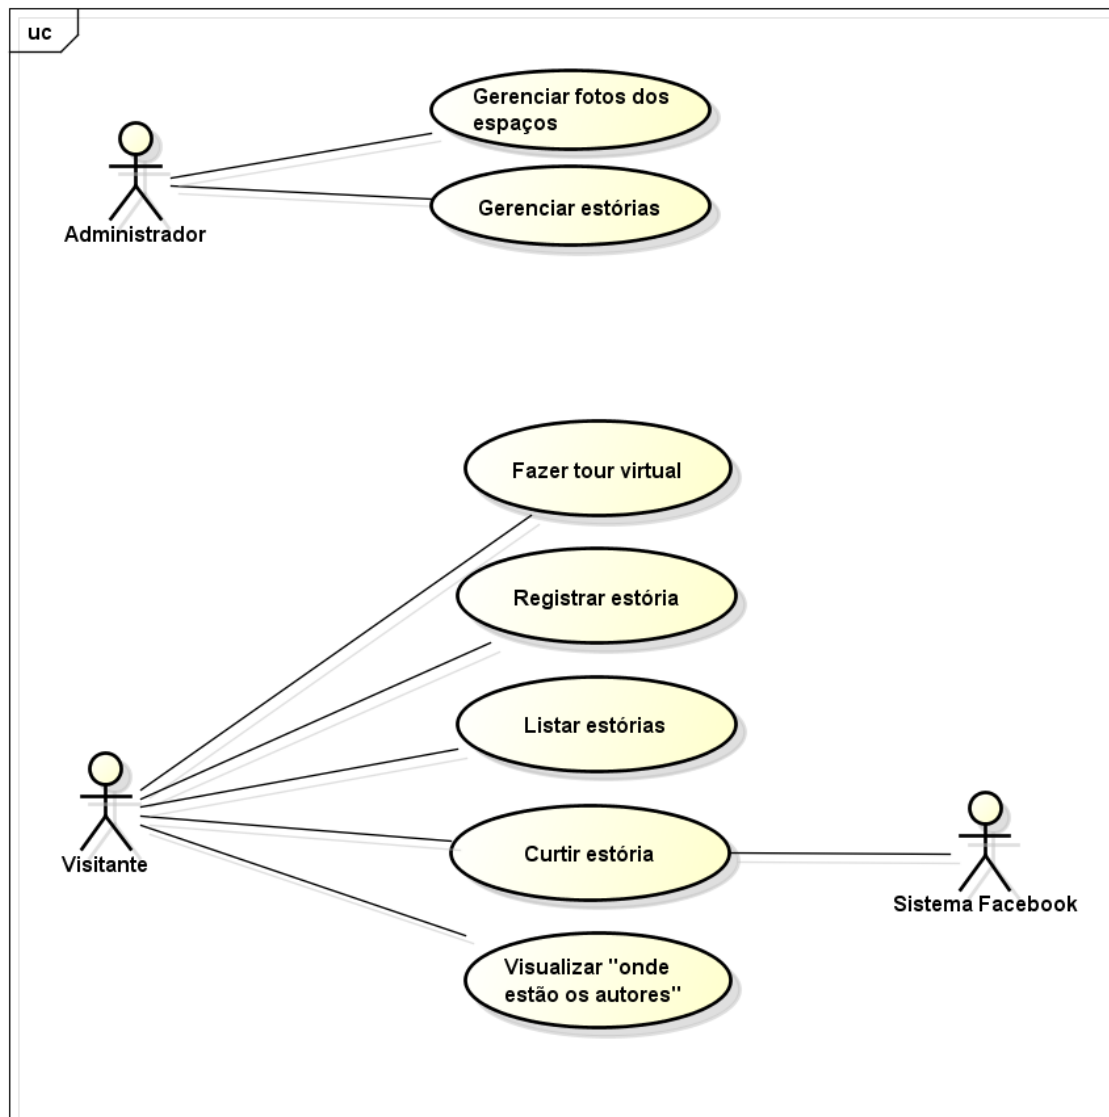 uc
Gerenciar fotos dos
espaços
Gerenciar estórias
Administrador
Fazer tour virtual
Registrar estória
Listar estórias
Visitante
Curtir estória
Sistema Facebook
Visualizar "onde
estão os autores"